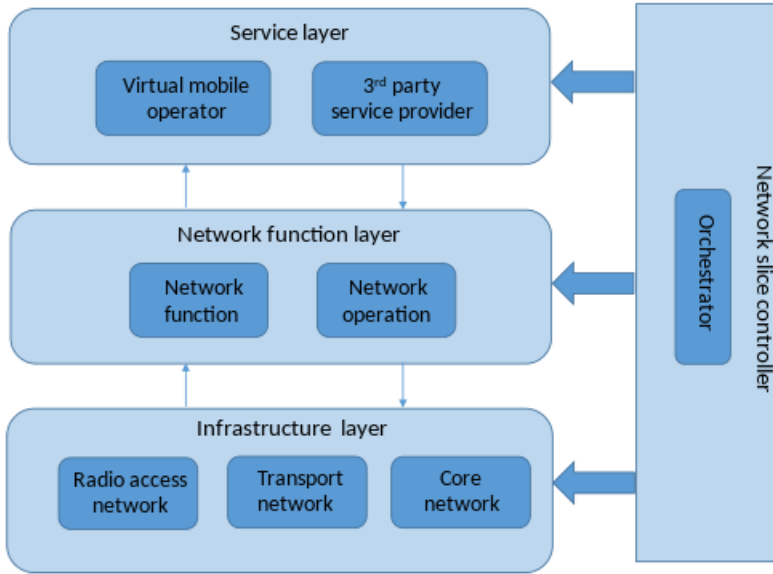 Service layer
Virtual mobile
operator
3rd party
service provider
Network function layer
Network
function
Network
operation
Infrastructure layer
Radio access
network
Transport
network
Core
network
Orchestrator
Network slice controller